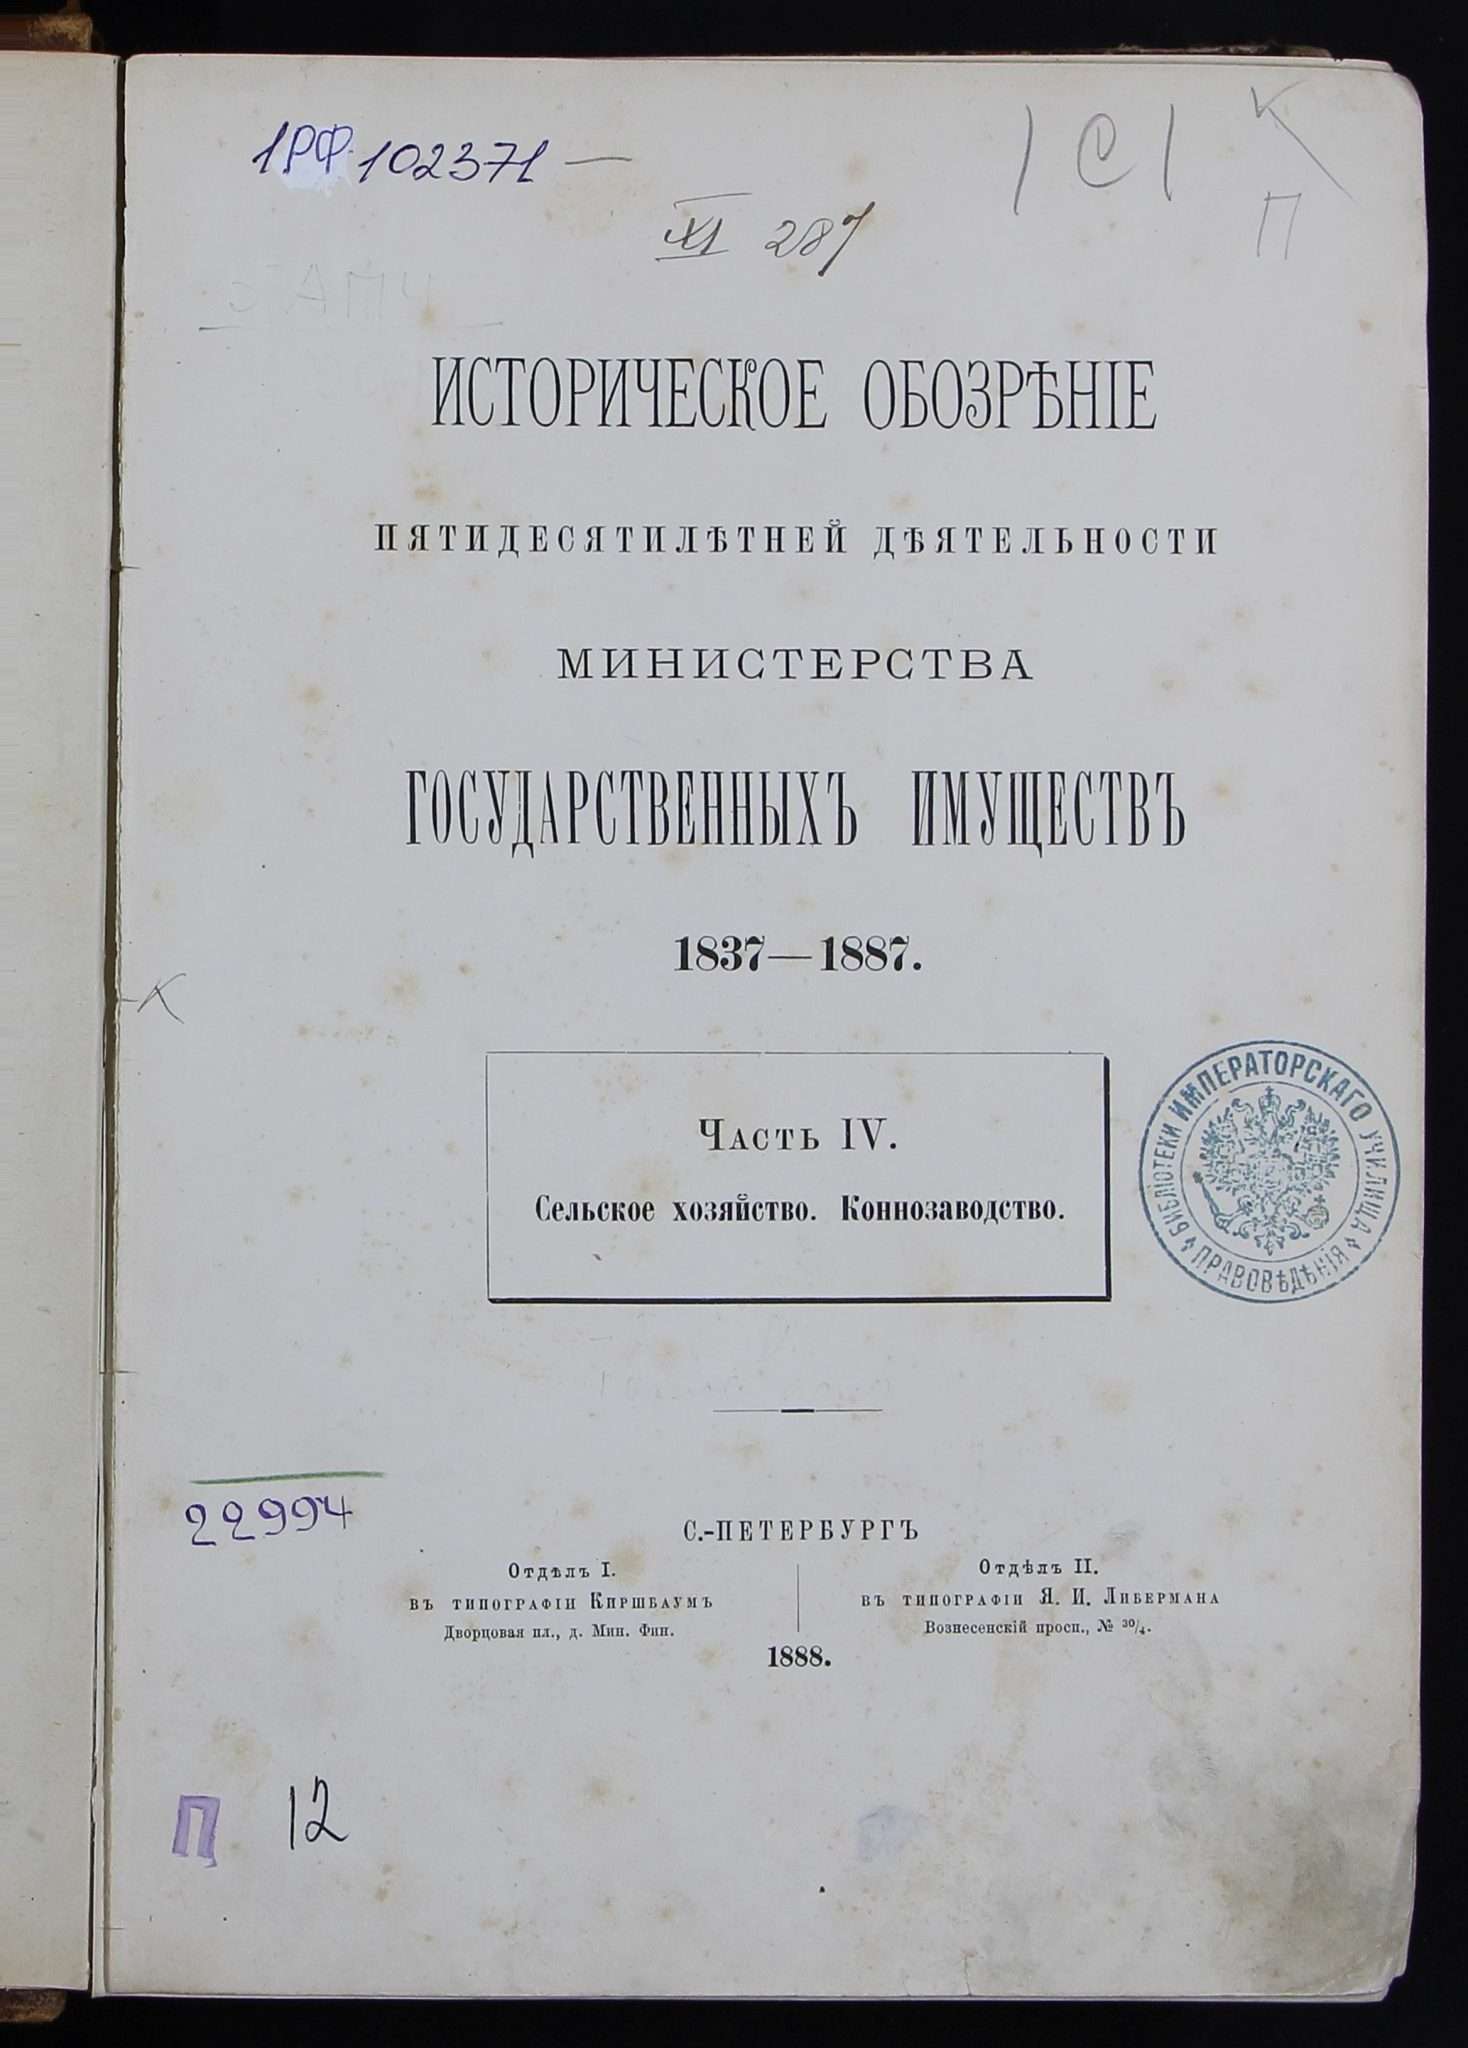 1РФ 102371 —
|С| К
П
XI 287
ИСТОРИЧЕСКОЕ ОБОЗРѢНІЕ
ПЯТИДЕСЯТИЛѢТНЕЙ ДѢЯТЕЛЬНОСТИ
МИНИСТЕРСТВА
ГОСУДАРСТВЕННЫХЪ ИМУЩЕСТВЪ
1837—1887.
К
Часть IV.
Сельское хозяйство. Коннозаводство.
БИБЛІОТЕКИ ИМПЕРАТОРСКАГО УЧИЛИЩА
ПРАВОВѢДѢНІЯ
22994
С.-ПЕТЕРБУРГЪ
Отдѣлъ I.
въ типографіи Киршбаумъ
Дворцовая пл., д. Мин. Фин.
Отдѣлъ II.
въ типографіи Я. И. Либермана
Вознесенскій просп., № 30/4.
1888.
П 12